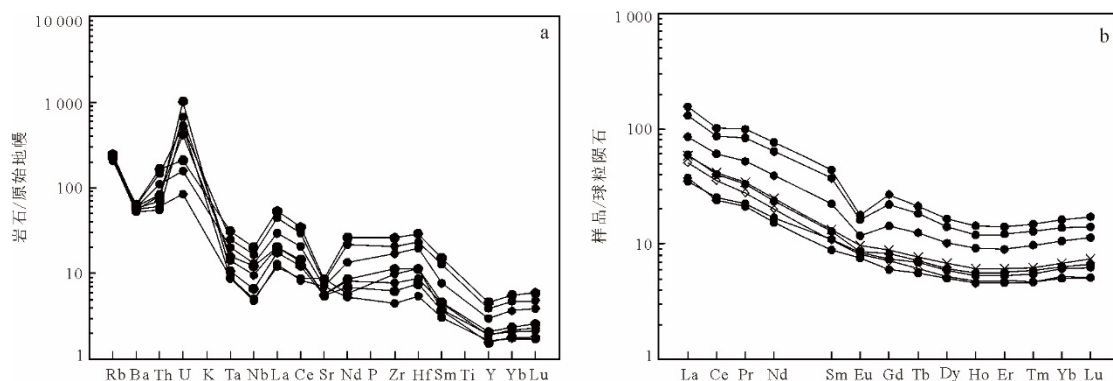 10 000
1 000
100
10
1
岩石/原始地幔
a
Rb Ba Th U K Ta Nb La Ce Sr Nd P Zr Hf Sm Ti Y Yb Lu
1 000
100
10
1
样品/球粒陨石
b
La Ce Pr Nd Sm Eu Gd Tb Dy Ho Er Tm Yb Lu